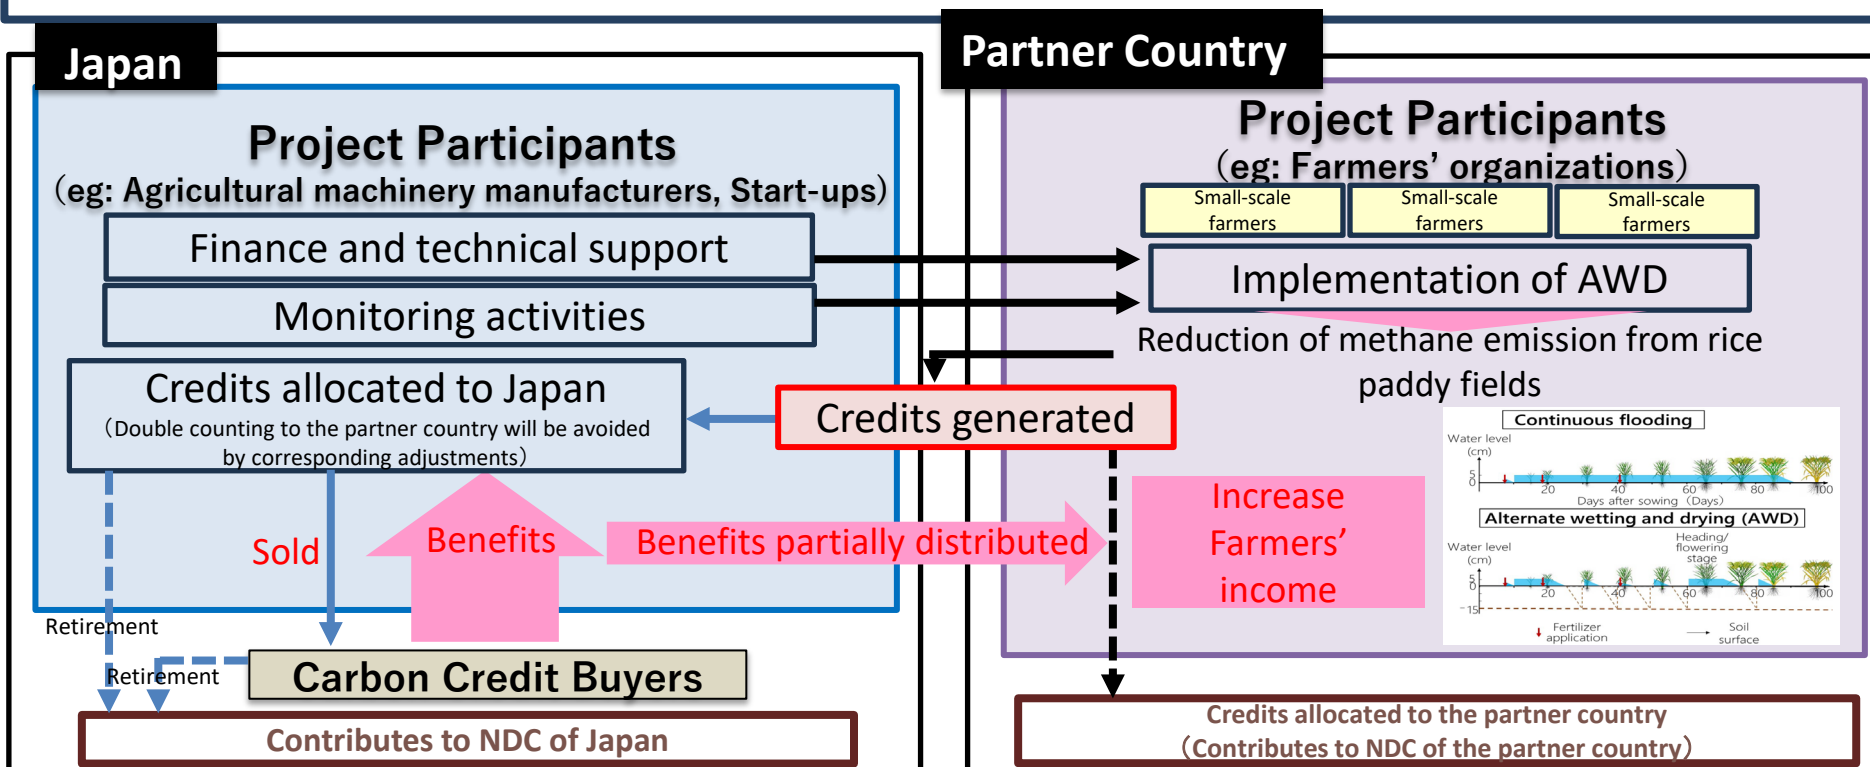 Japan
Project Participants
（eg: Agricultural machinery manufacturers, Start-ups）
Finance and technical support
Monitoring activities
Credits allocated to Japan
（Double counting to the partner country will be avoided
by corresponding adjustments）
Sold
Benefits
Benefits partially distributed
Retirement
Retirement
Carbon Credit Buyers
Contributes to NDC of Japan
Credits generated
Partner Country
Project Participants
（eg: Farmers’ organizations）
Small-scale
farmers
Small-scale
farmers
Small-scale
farmers
Implementation of AWD
Reduction of methane emission from rice
paddy fields
Increase
Farmers’
income
Continuous flooding
Water level
(cm)
5
0
20 40 60 80 100
Days after sowing（Days）
Alternate wetting and drying (AWD)
Water level
(cm)
Heading/
flowering
stage
5
0
20 40 60 80 100
-15
Fertilizer
application
Soil
surface
Credits allocated to the partner country
（Contributes to NDC of the partner country）